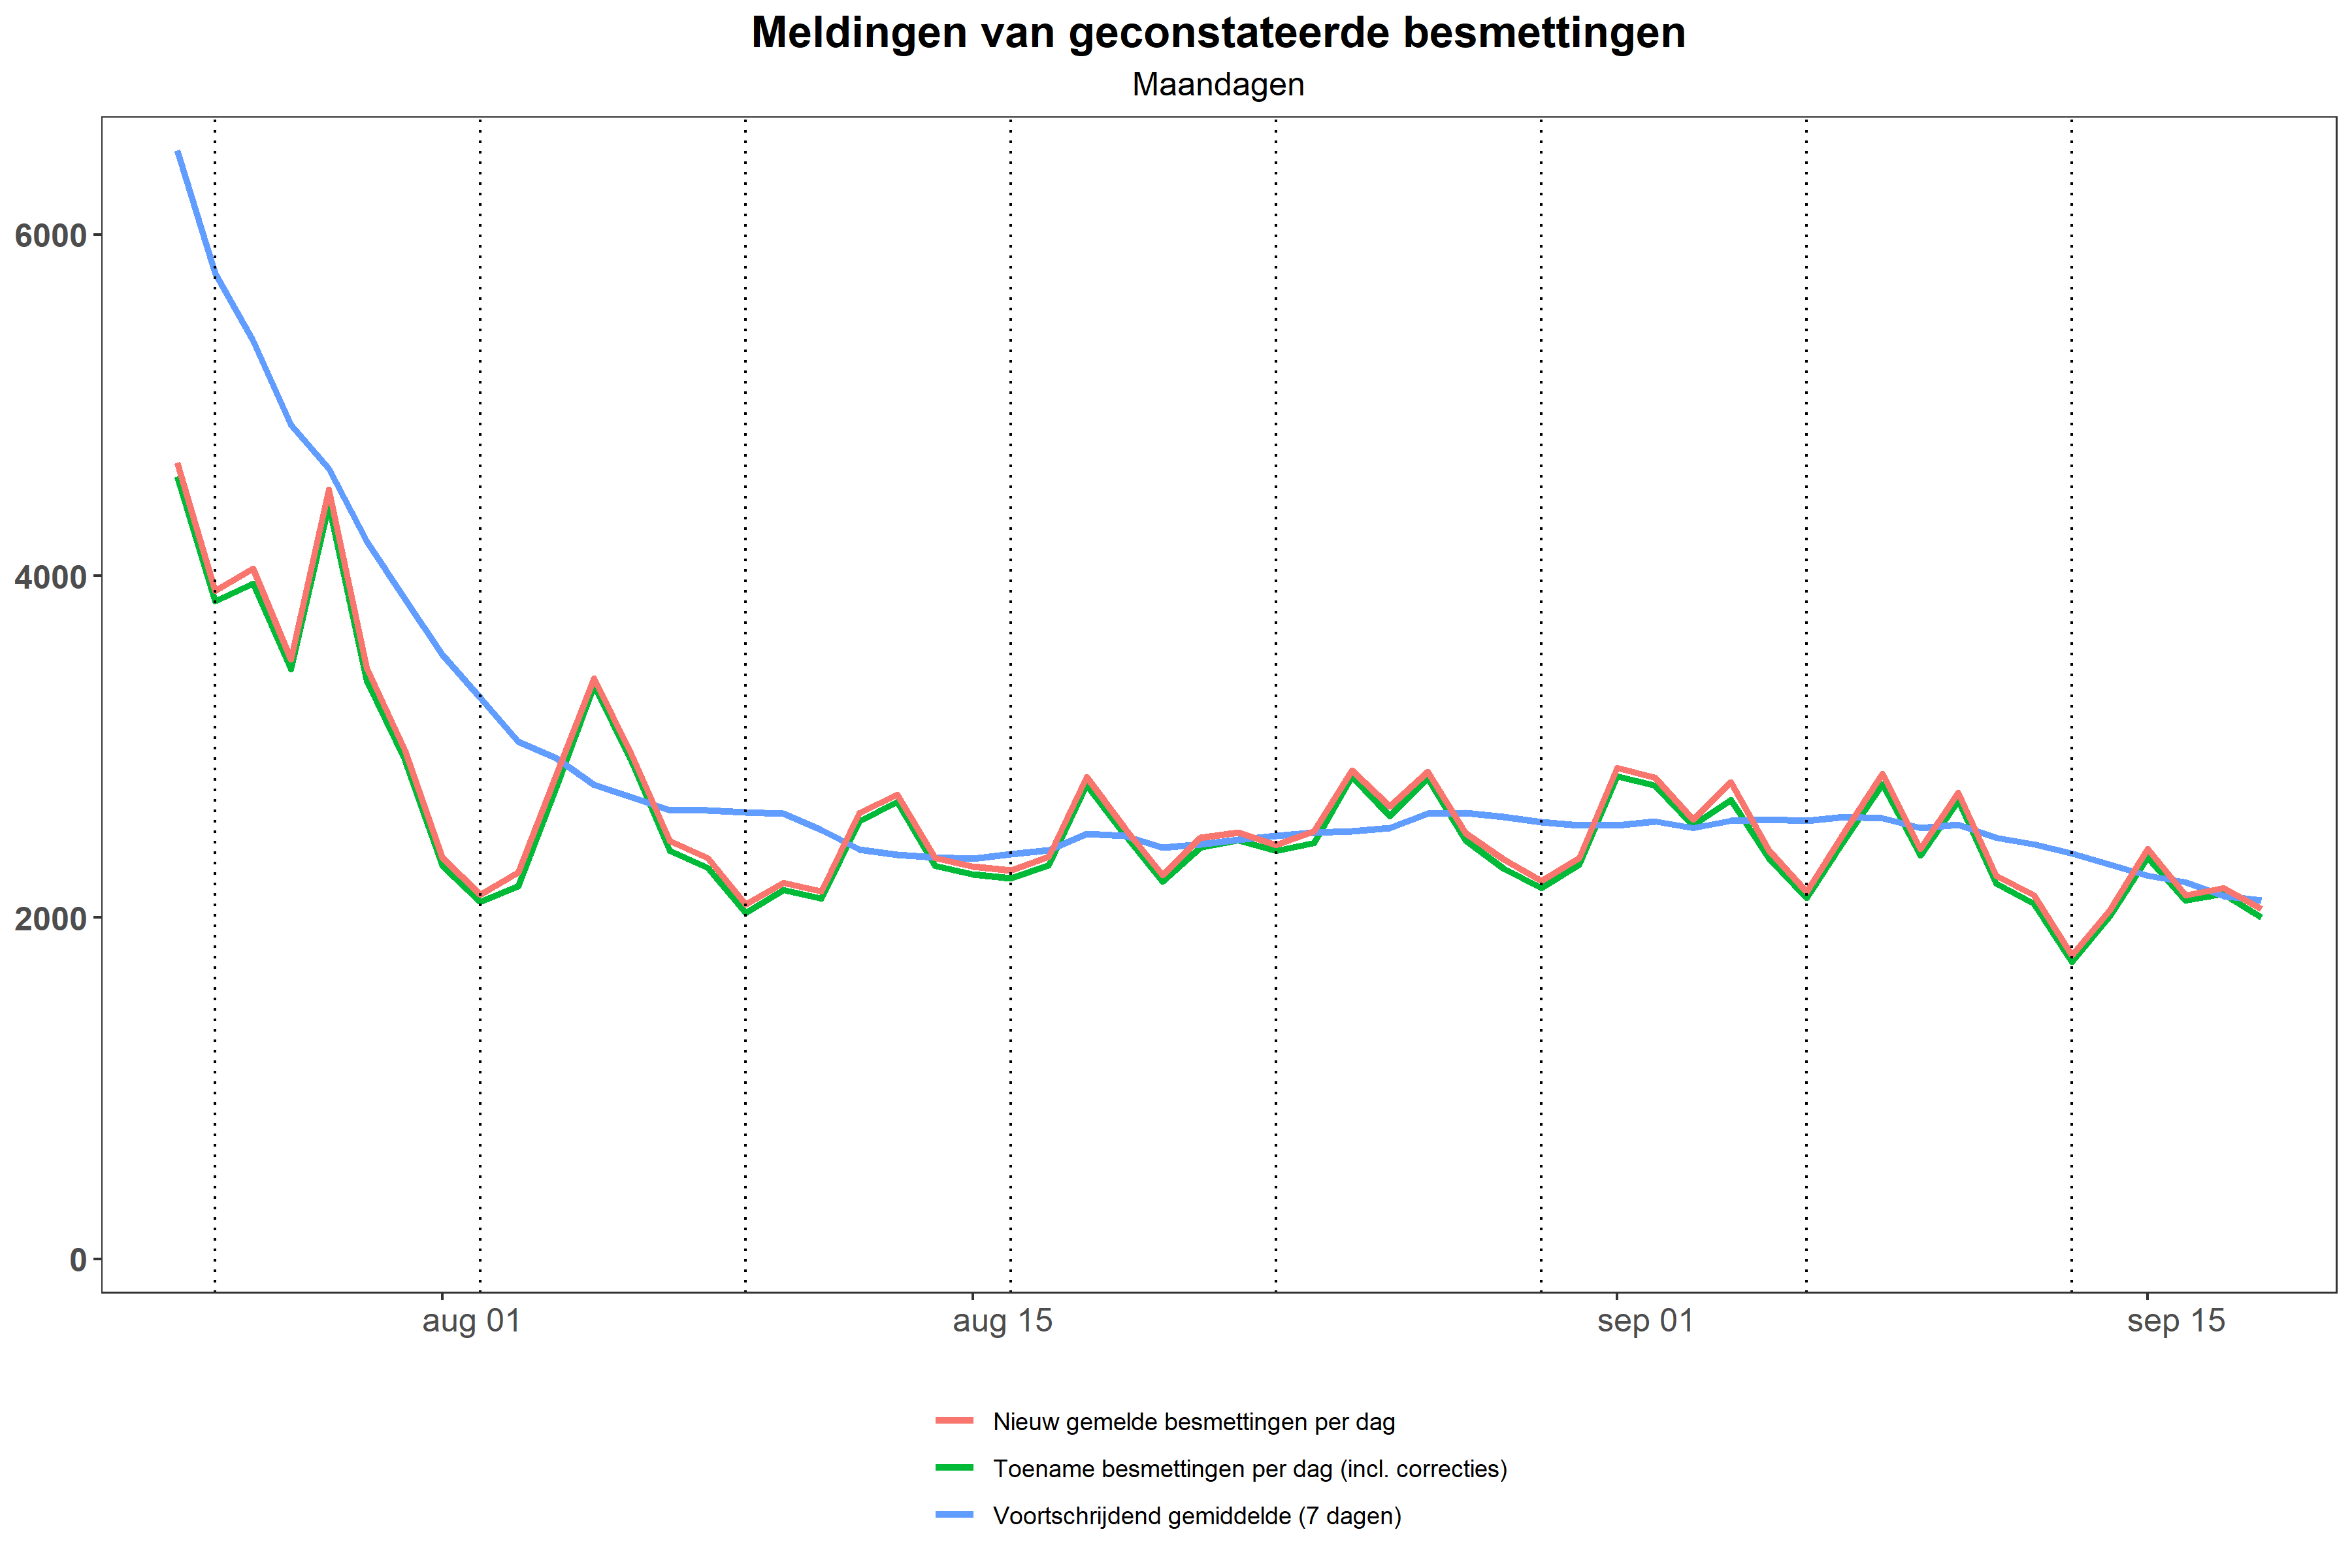 Meldingen van geconstateerde besmettingen
Maandagen
6000
4000
2000
0
aug 01
aug 15
sep 01
sep 15
Nieuw gemelde besmettingen per dag
Toename besmettingen per dag (incl. correcties)
Voortschrijdend gemiddelde (7 dagen)